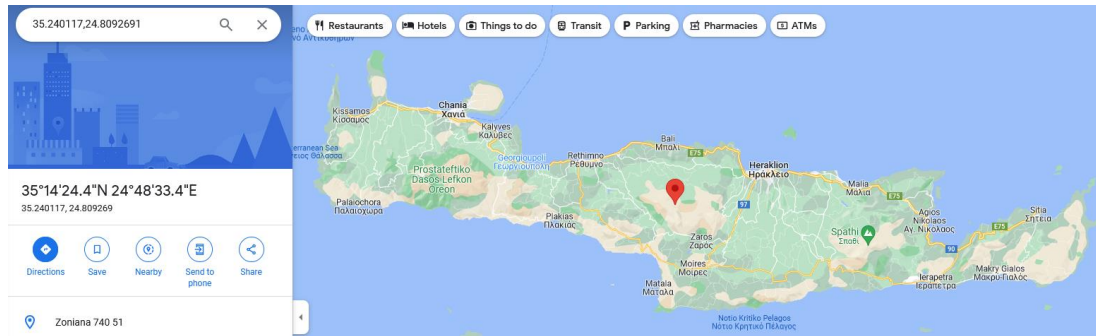 35.240117,24.8092691
35°14'24.4"N 24°48'33.4"E
35.240117, 24.809269
Directions
Save
Nearby
Send to
phone
Share
Zoniana 740 51
Restaurants
Hotels
Things to do
Transit
Parking
Pharmacies
ATMs
Kissamos
Κίσσαμος
Chania
Χανιά
Kalyves
Καλύβες
Georgioupoli
Γεωργιούπολη
Rethimno
Ρέθυμνο
Bali
Μπαλί
E75
Heraklion
Ηράκλειο
Prostateftiko
Dasos Lefkon
Oreon
Palaiochora
Παλαιόχωρα
Plakias
Πλακιάς
97
Malia
Μάλια
E75
Agios
Nikolaos
Άγ. Νικόλαος
Sitia
Σητεία
E75
Spathi
Σπαθί
90
Zaros
Ζαρός
Moires
Μοίρες
Matala
Μάταλα
Ierapetra
Ιεράπετρα
Makry Gialos
Μακρύ-Γιαλός
Notio Kritiko Pelagos
Νότιο Κρητικό Πέλαγος